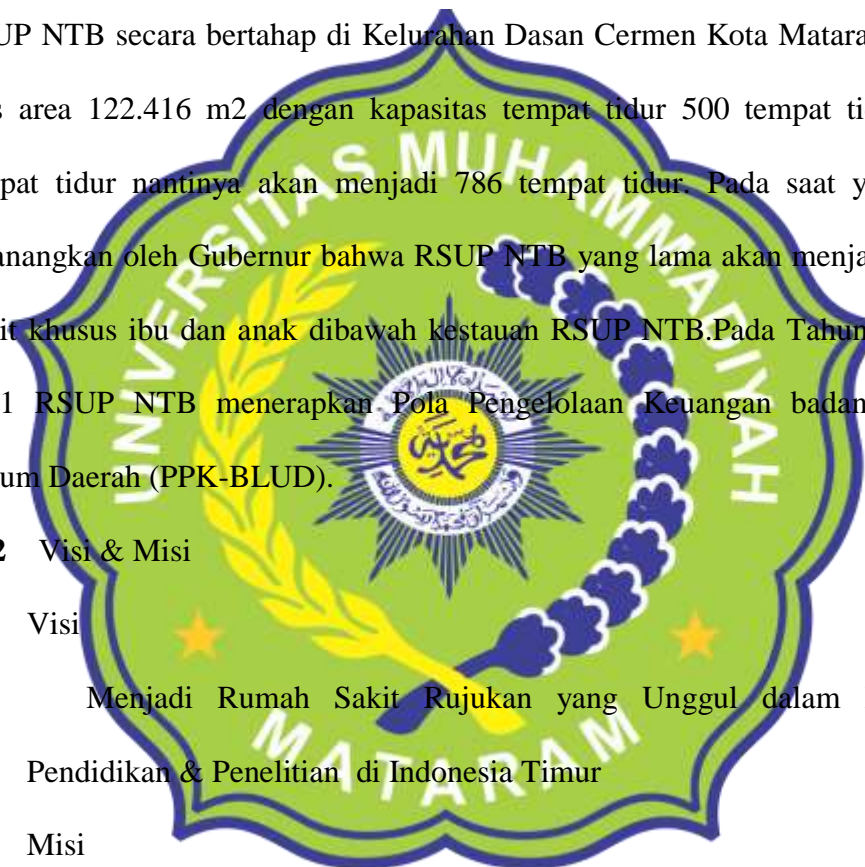 UP NTB secara bertahap di Kelurahan Dasan Cermen Kota Matara
s area 122.416 m2 dengan kapasitas tempat tidur 500 tempat ti
pat tidur nantinya akan menjadi 786 tempat tidur. Pada saat y
anangkan oleh Gubernur bahwa RSUP NTB yang lama akan menja
it khusus ibu dan anak dibawah kestauan RSUP NTB.Pada Tahun
1 RSUP NTB menerapkan Pola Pengelolaan Keuangan badan
um Daerah (PPK-BLUD).
2 Visi & Misi
Visi
Menjadi Rumah Sakit Rujukan yang Unggul dalam
Pendidikan & Penelitian di Indonesia Timur
Misi
UNIVERSITAS MUHAMMADIYAH
MATARAM